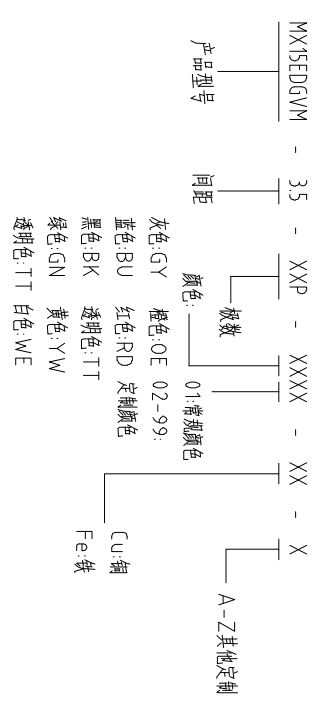 MX15EDGVM - 3.5 - XXP - XXXX - XX - X
产品型号
间距
极数
颜色:
01:常规颜色
灰色:GY 橙色:OE 02-99:
蓝色:BU 红色:RD 定制颜色
黑色:BK 透明色:TT
绿色:GN 黄色:YW
透明色:TT 白色:WE
Cu:铜
Fe:铁
A-Z其他定制